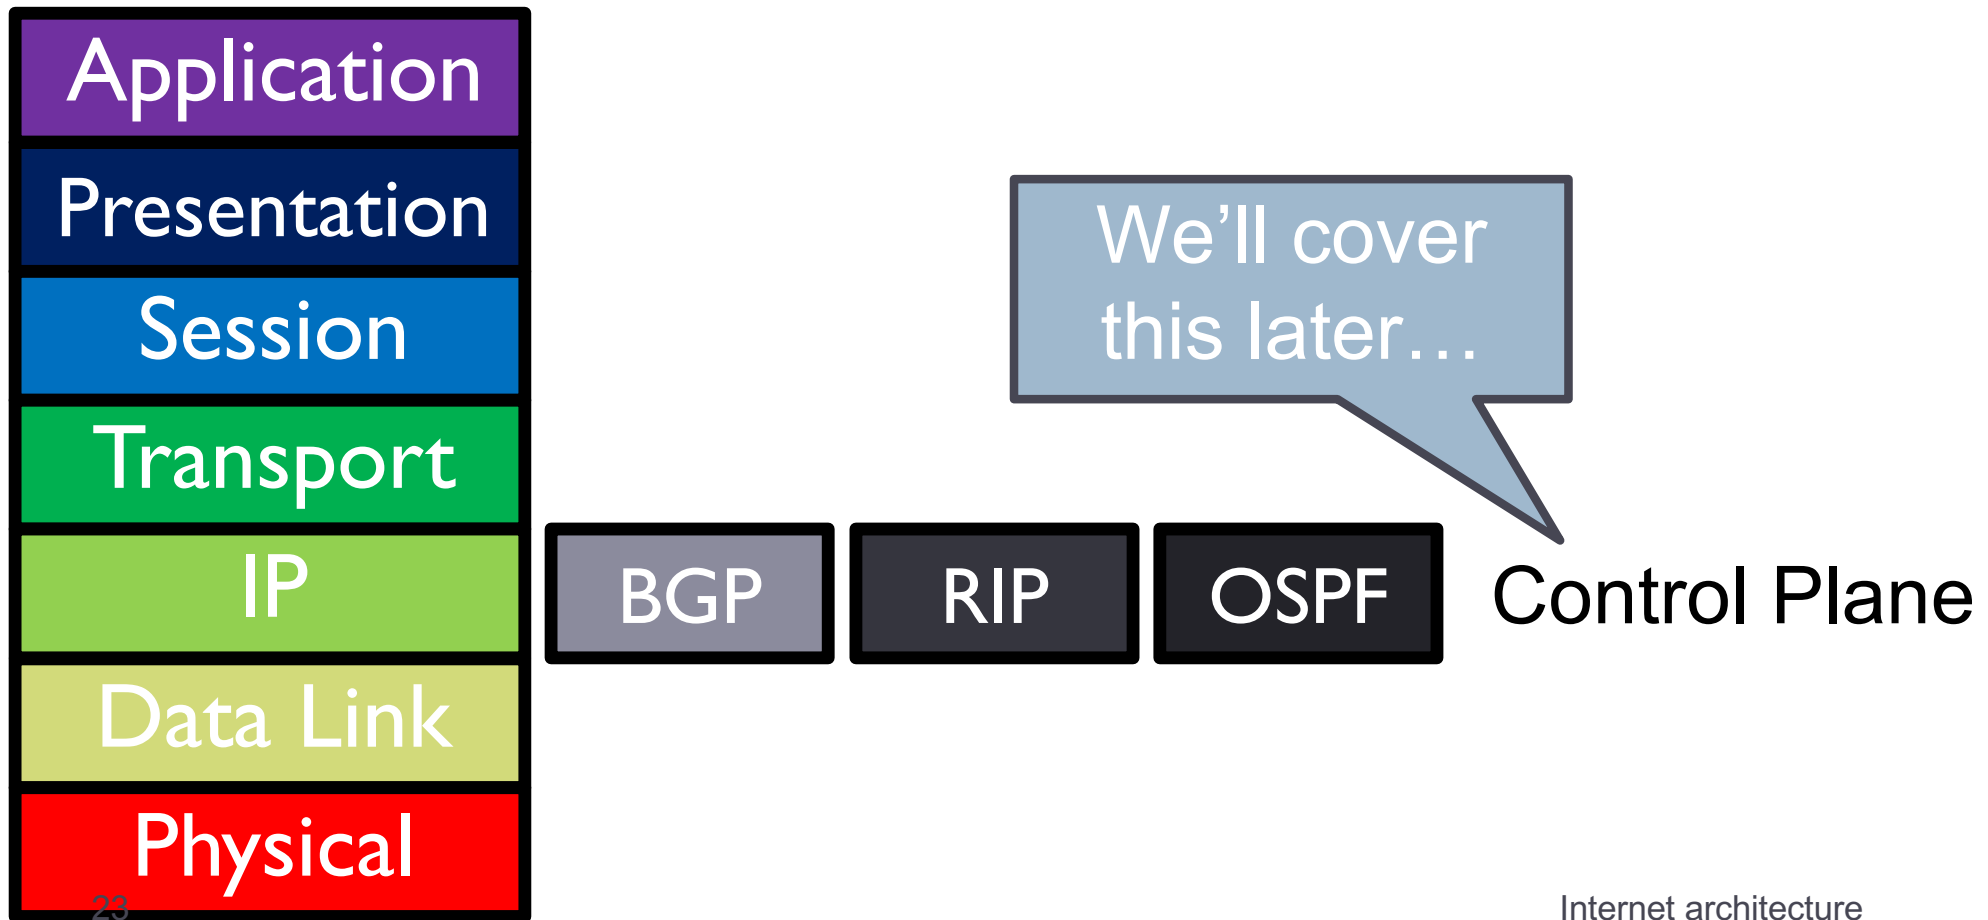 Application
Presentation
Session
Transport
IP
Data Link
Physical
We’ll cover
this later…
BGP
RIP
OSPF
Control Plane
23
Internet architecture